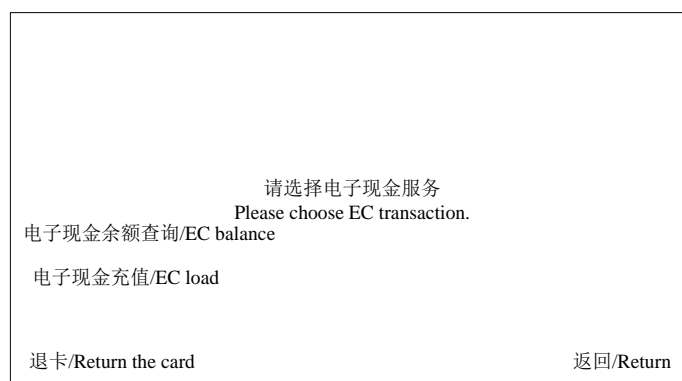 请选择电子现金服务
Please choose EC transaction.
电子现金余额查询/EC balance
电子现金充值/EC load
退卡/Return the card
返回/Return